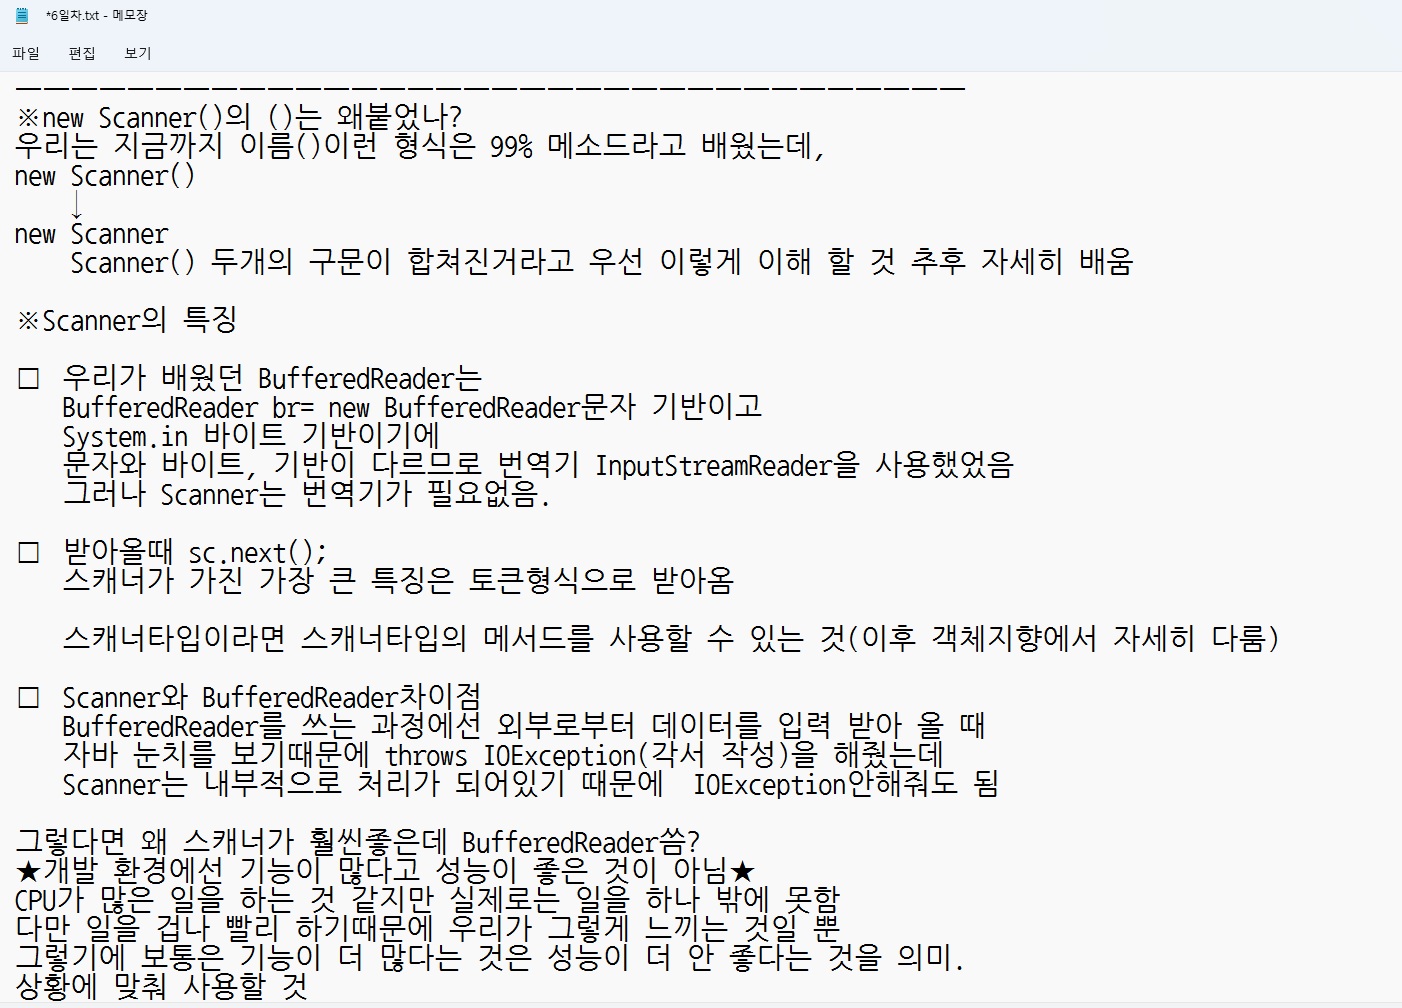 *6일차.txt - 메모장
파일 편집 보기
※new Scanner()의 ()는 왜붙었나?
우리는 지금까지 이름()이런 형식은 99% 메소드라고 배웠는데,
new Scanner()
↓
new Scanner
Scanner() 두개의 구문이 합쳐진거라고 우선 이렇게 이해 할 것 추후 자세히 배움
※Scanner의 특징
□ 우리가 배웠던 BufferedReader는
BufferedReader br= new BufferedReader문자 기반이고
System.in 바이트 기반이기에
문자와 바이트, 기반이 다르므로 번역기 InputStreamReader을 사용했었음
그러나 Scanner는 번역기가 필요없음.
□ 받아올때 sc.next();
스캐너가 가진 가장 큰 특징은 토큰형식으로 받아옴
스캐너타입이라면 스캐너타입의 메서드를 사용할 수 있는 것(이후 객체지향에서 자세히 다룸)
□ Scanner와 BufferedReader차이점
BufferedReader를 쓰는 과정에선 외부로부터 데이터를 입력 받아 올 때
자바 눈치를 보기때문에 throws IOException(각서 작성)을 해줬는데
Scanner는 내부적으로 처리가 되어있기 때문에 IOException안해줘도 됨
그렇다면 왜 스캐너가 훨씬좋은데 BufferedReader씀?
★개발 환경에선 기능이 많다고 성능이 좋은 것이 아님★
CPU가 많은 일을 하는 것 같지만 실제로는 일을 하나 밖에 못함
다만 일을 겁나 빨리 하기때문에 우리가 그렇게 느끼는 것일 뿐
그렇기에 보통은 기능이 더 많다는 것은 성능이 더 안 좋다는 것을 의미.
상황에 맞춰 사용할 것